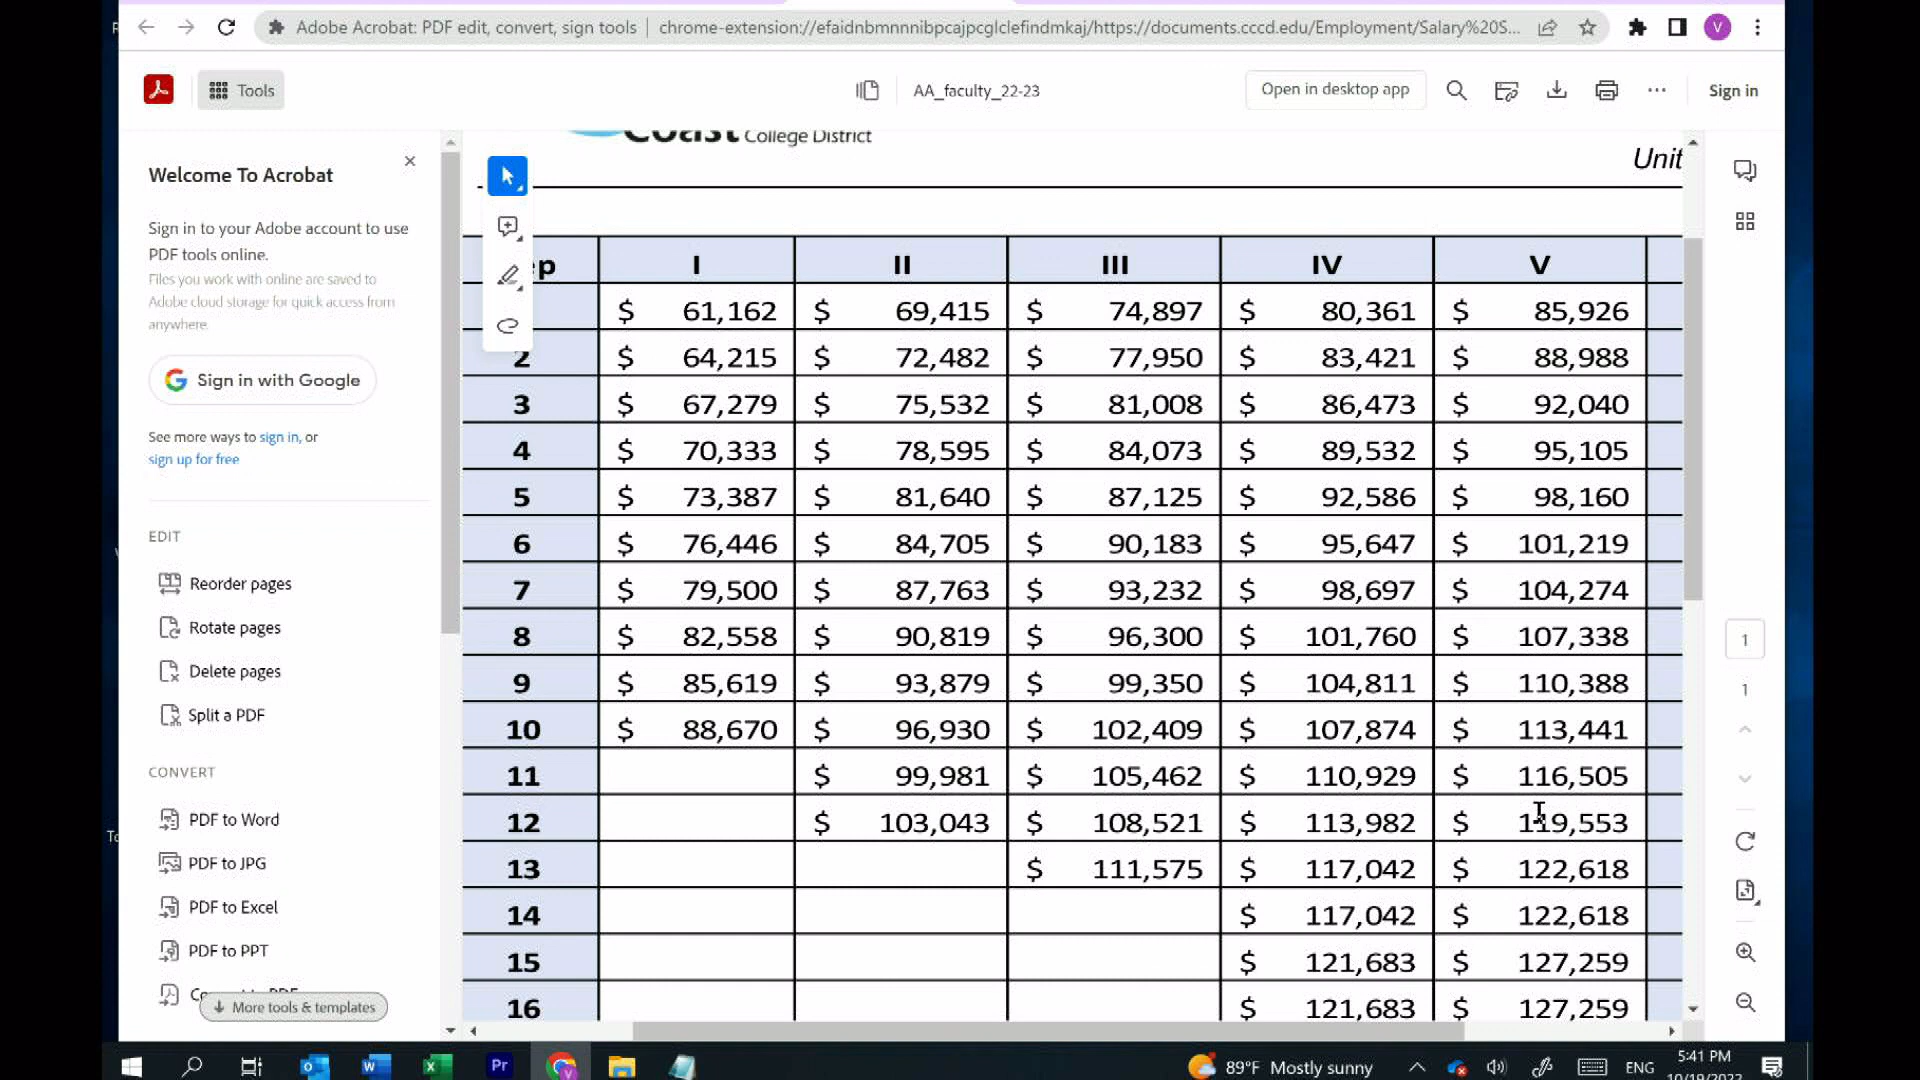 Adobe Acrobat: PDF edit, convert, sign tools | chrome-extension://efaidnbmnnnibpcajpcglclefindmkaj/https://documents.cccd.edu/Employment/Salary%20S...
V
Tools
AA_faculty_22-23
Open in desktop app
Sign in
Welcome To Acrobat
Sign in to your Adobe account to use
PDF tools online.
Files you work with online are saved to
Adobe cloud storage for quick access from
anywhere.
Sign in with Google
See more ways to sign in, or
sign up for free
EDIT
Reorder pages
Rotate pages
Delete pages
Split a PDF
CONVERT
PDF to Word
PDF to JPG
PDF to Excel
PDF to PPT
More tools & templates
Coast College District
Unit
ep I II III IV V
$ 61,162 $ 69,415 $ 74,897 $ 80,361 $ 85,926
2 $ 64,215 $ 72,482 $ 77,950 $ 83,421 $ 88,988
3 $ 67,279 $ 75,532 $ 81,008 $ 86,473 $ 92,040
4 $ 70,333 $ 78,595 $ 84,073 $ 89,532 $ 95,105
5 $ 73,387 $ 81,640 $ 87,125 $ 92,586 $ 98,160
6 $ 76,446 $ 84,705 $ 90,183 $ 95,647 $ 101,219
7 $ 79,500 $ 87,763 $ 93,232 $ 98,697 $ 104,274
8 $ 82,558 $ 90,819 $ 96,300 $ 101,760 $ 107,338
9 $ 85,619 $ 93,879 $ 99,350 $ 104,811 $ 110,388
10 $ 88,670 $ 96,930 $ 102,409 $ 107,874 $ 113,441
11 $ 99,981 $ 105,462 $ 110,929 $ 116,505
12 $ 103,043 $ 108,521 $ 113,982 $ 119,553
13 $ 111,575 $ 117,042 $ 122,618
14 $ 117,042 $ 122,618
15 $ 121,683 $ 127,259
16 $ 121,683 $ 127,259
1
1
Pr
89°F Mostly sunny
ENG
5:41 PM
10/19/2022